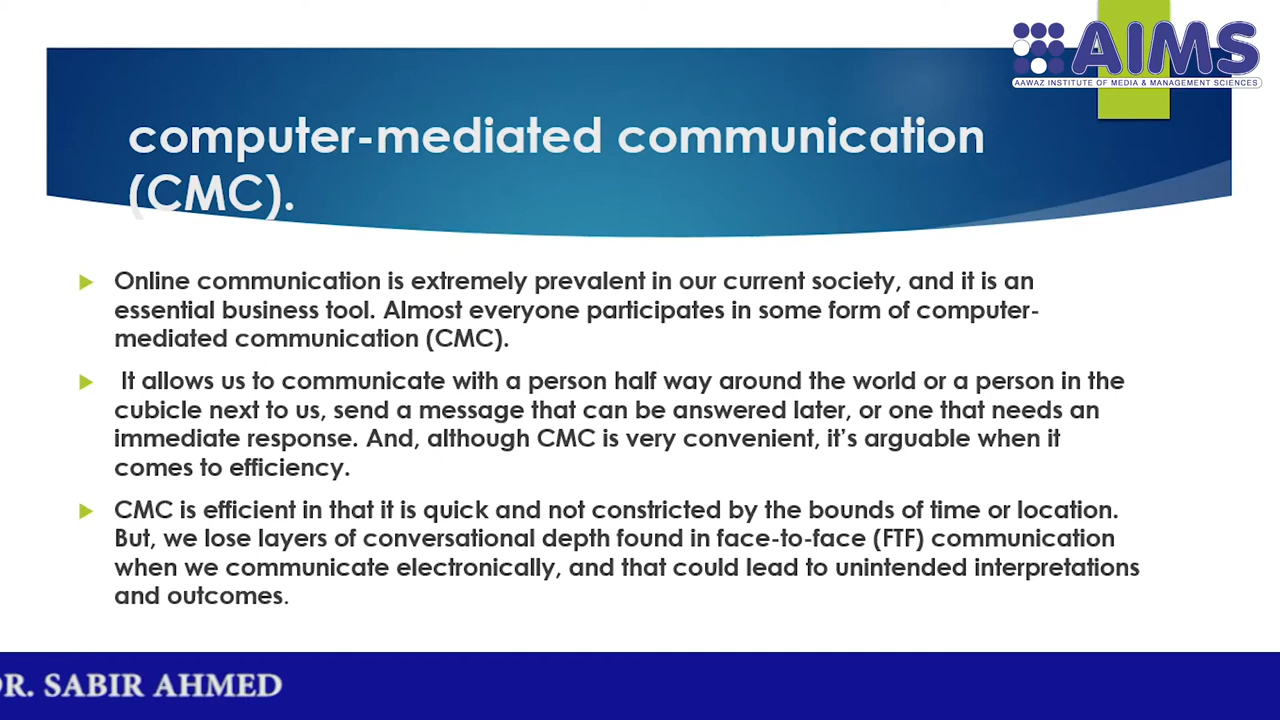 AIMS
AAWAZ INSTITUTE OF MEDIA & MANAGEMENT SCIENCES
computer-mediated communication
(CMC).
Online communication is extremely prevalent in our current society, and it is an
essential business tool. Almost everyone participates in some form of computer-
mediated communication (CMC).
It allows us to communicate with a person half way around the world or a person in the
cubicle next to us, send a message that can be answered later, or one that needs an
immediate response. And, although CMC is very convenient, it's arguable when it
comes to efficiency.
CMC is efficient in that it is quick and not constricted by the bounds of time or location.
But, we lose layers of conversational depth found in face-to-face (FTF) communication
when we communicate electronically, and that could lead to unintended interpretations
and outcomes.
DR. SABIR AHMED